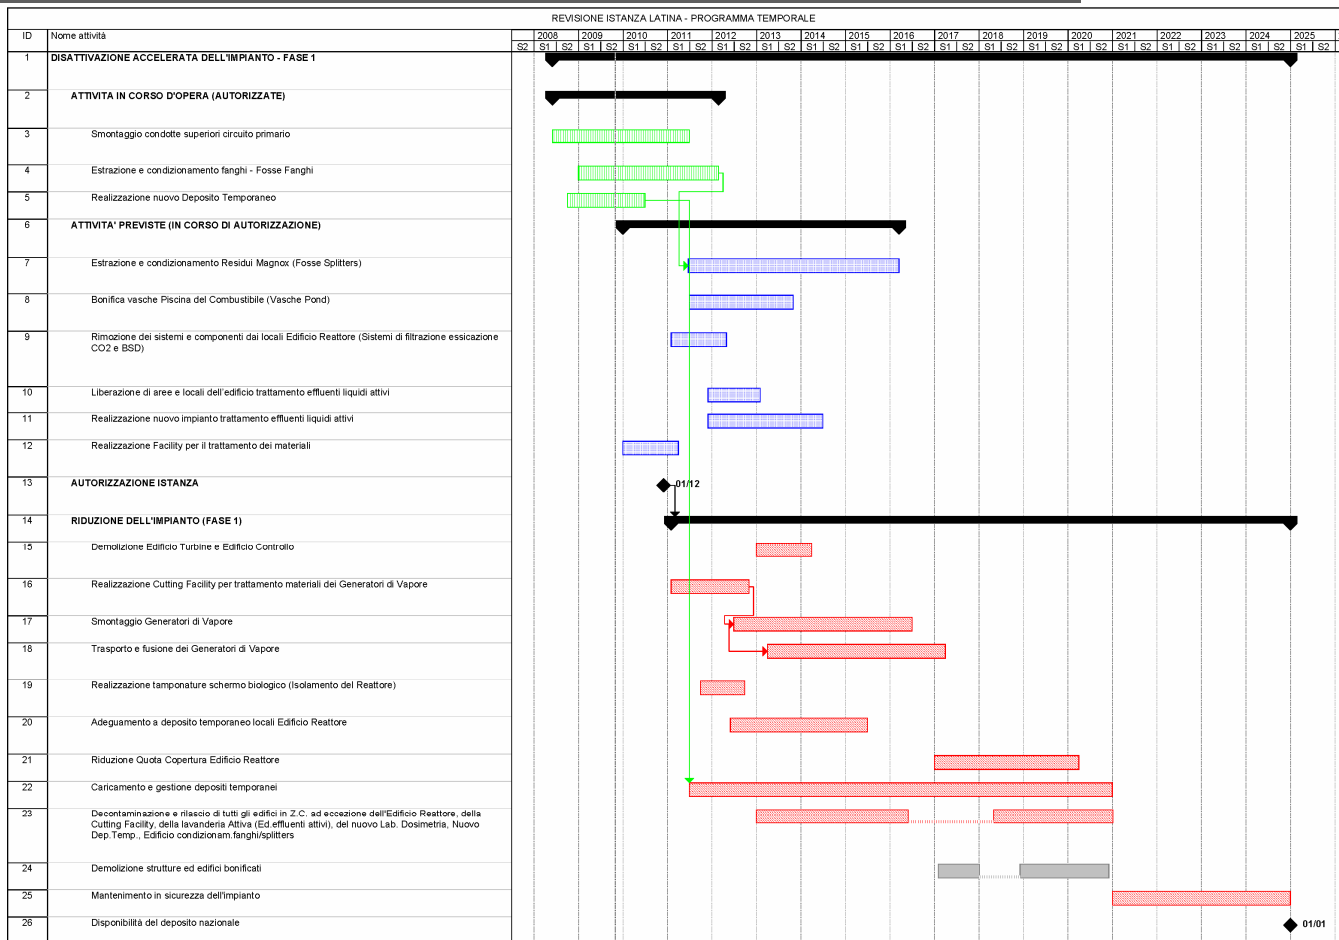 REVISIONE ISTANZA LATINA - PROGRAMMA TEMPORALE
ID Nome attività 2008 2009 2010 2011 2012 2013 2014 2015 2016 2017 2018 2019 2020 2021 2022 2023 2024 2025
S2 S1 S2 S1 S2 S1 S2 S1 S2 S1 S2 S1 S2 S1 S2 S1 S2 S1 S2 S1 S2 S1 S2 S1 S2 S1 S2 S1 S2 S1 S2 S1 S2 S1 S2 S1 S2
1 DISATTIVAZIONE ACCELERATA DELL'IMPIANTO - FASE 1
2 ATTIVITA IN CORSO D'OPERA (AUTORIZZATE)
3 Smontaggio condotte superiori circuito primario
4 Estrazione e condizionamento fanghi - Fosse Fanghi
5 Realizzazione nuovo Deposito Temporaneo
6 ATTIVITA' PREVISTE (IN CORSO DI AUTORIZZAZIONE)
7 Estrazione e condizionamento Residui Magnox (Fosse Splitters)
8 Bonifica vasche Piscina del Combustibile (Vasche Pond)
9 Rimozione dei sistemi e componenti dai locali Edificio Reattore (Sistemi di filtrazione essicazione
CO2 e BSD)
10 Liberazione di aree e locali dell'edificio trattamento effluenti liquidi attivi
11 Realizzazione nuovo impianto trattamento effluenti liquidi attivi
12 Realizzazione Facility per il trattamento dei materiali
13 AUTORIZZAZIONE ISTANZA 01/12
14 RIDUZIONE DELL'IMPIANTO (FASE 1)
15 Demolizione Edificio Turbine e Edificio Controllo
16 Realizzazione Cutting Facility per trattamento materiali dei Generatori di Vapore
17 Smontaggio Generatori di Vapore
18 Trasporto e fusione dei Generatori di Vapore
19 Realizzazione tamponature schermo biologico (Isolamento del Reattore)
20 Adeguamento a deposito temporaneo locali Edificio Reattore
21 Riduzione Quota Copertura Edificio Reattore
22 Caricamento e gestione depositi temporanei
23 Decontaminazione e rilascio di tutti gli edifici in Z.C. ad eccezione dell'Edificio Reattore, della
Cutting Facility, della lavanderia Attiva (Ed.effluenti attivi), del nuovo Lab. Dosimetria, Nuovo
Dep.Temp., Edificio condizionam.fanghi/splitters
24 Demolizione strutture ed edifici bonificati
25 Mantenimento in sicurezza dell'impianto
26 Disponibilità del deposito nazionale 01/01